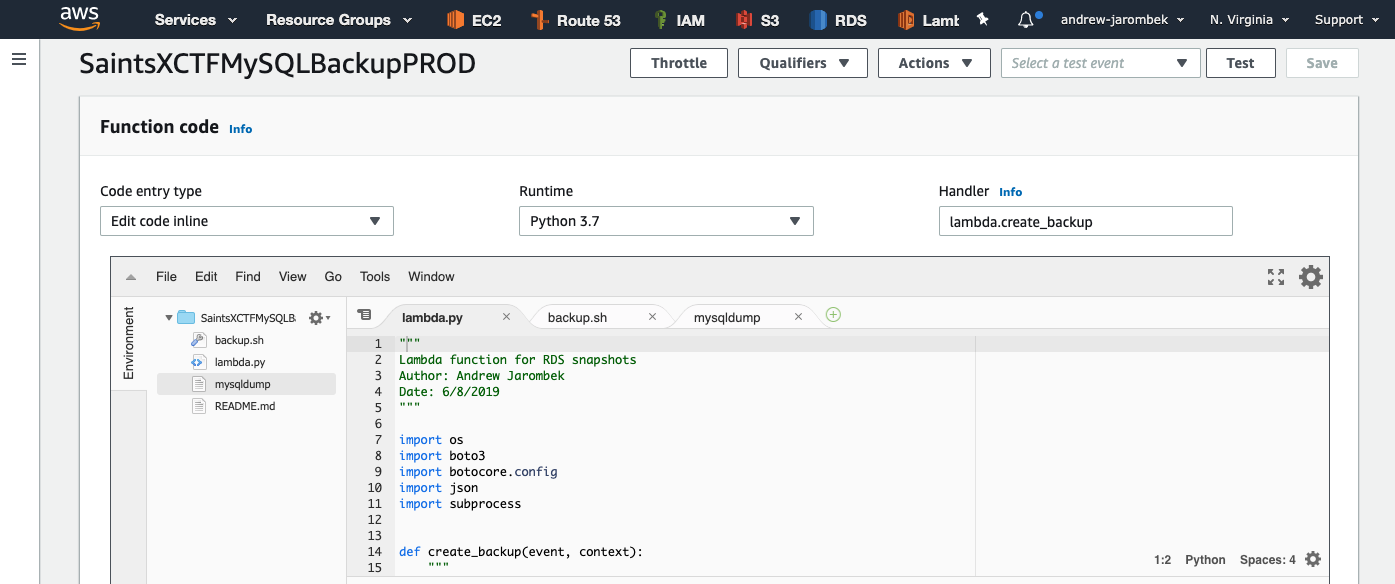 aws Services Resource Groups EC2 Route 53 IAM S3 RDS Lamb andrew-jarombek N. Virginia Support
SaintsXCTFMySQLBackupPROD Throttle Qualifiers Actions Select a test event Test Save
Function code Info
Code entry type Runtime Handler Info
Edit code inline Python 3.7 lambda.create_backup
File Edit Find View Go Tools Window
Environment
SaintsXCTFMySQLB
backup.sh
lambda.py
mysqldump
README.md
lambda.py backup.sh mysqldump
1 """
2 Lambda function for RDS snapshots
3 Author: Andrew Jarombek
4 Date: 6/8/2019
5 """
6
7 import os
8 import boto3
9 import botocore.config
10 import json
11 import subprocess
12
13
14 def create_backup(event, context):
15 """
1:2 Python Spaces: 4